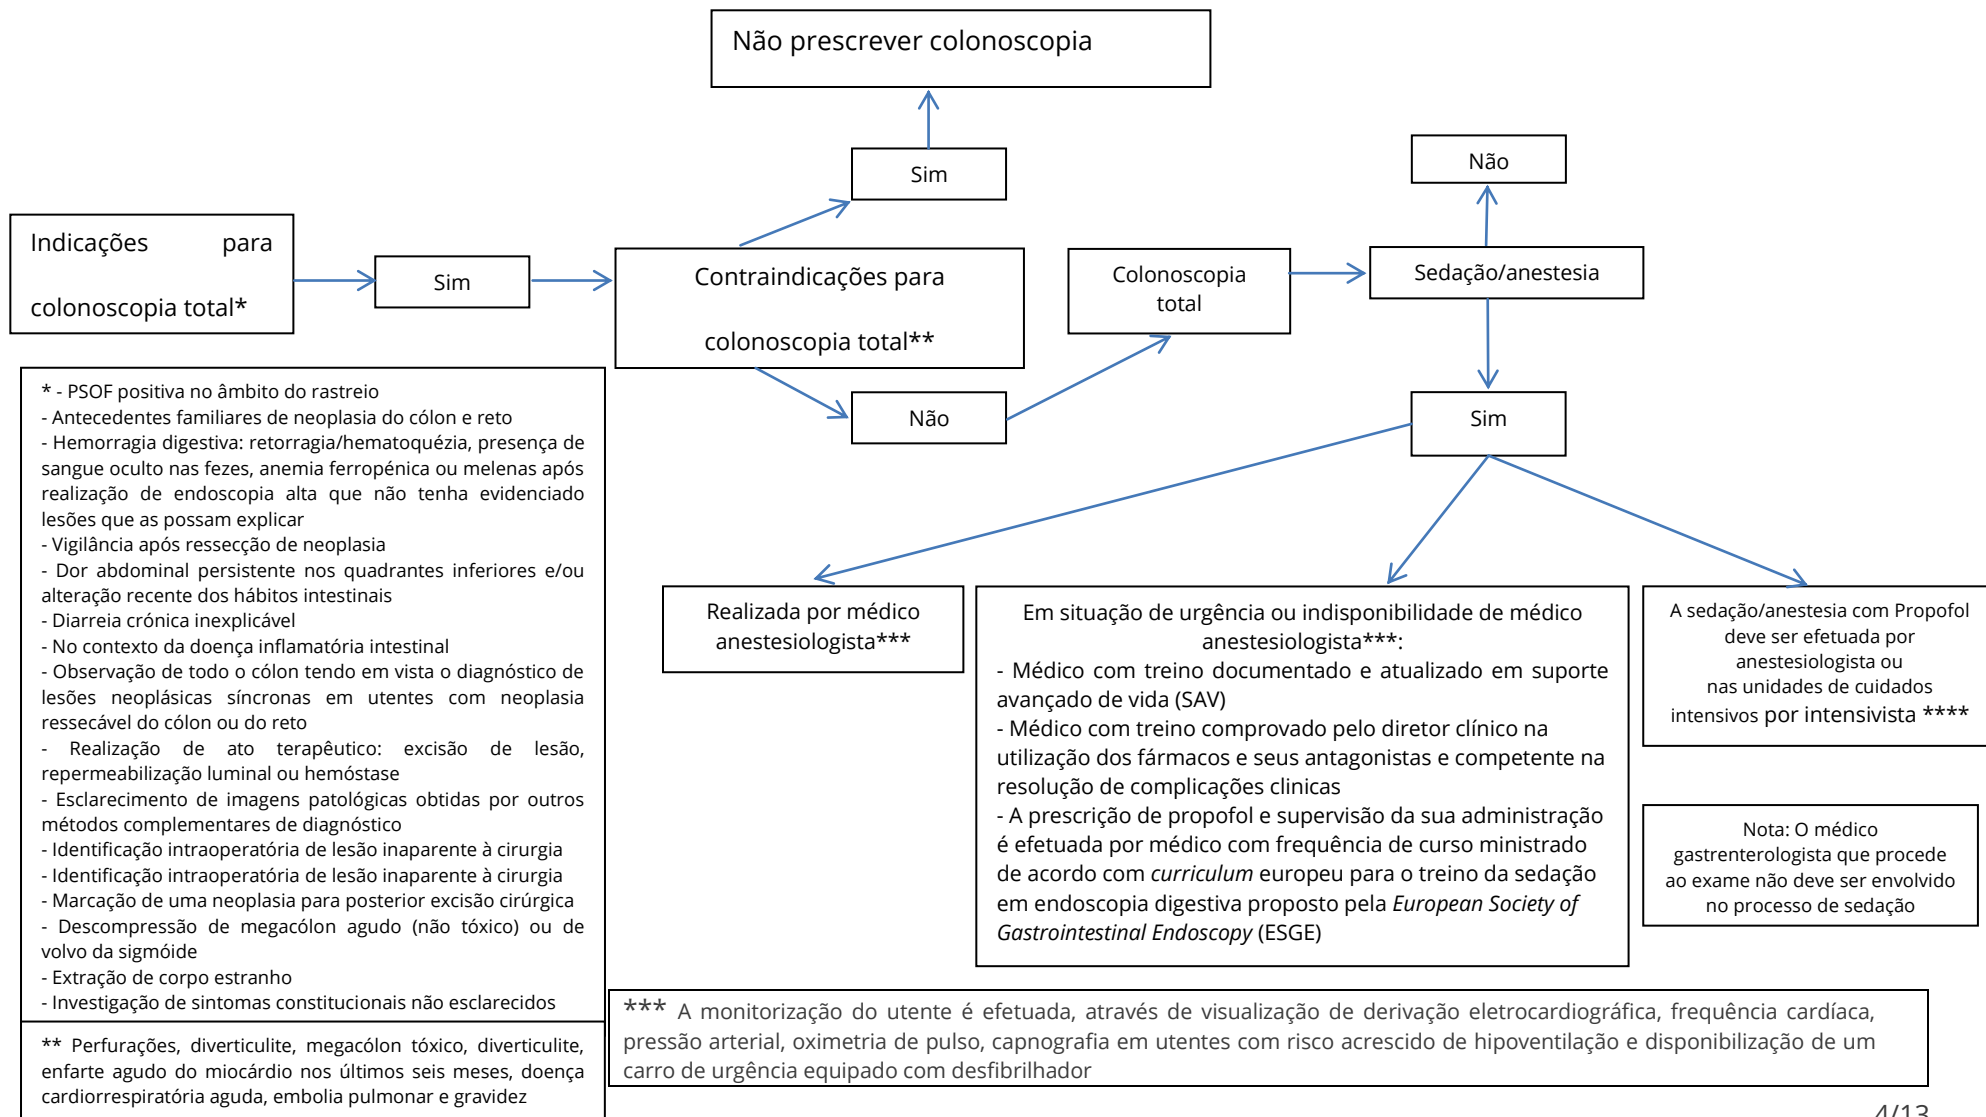 Não prescrever colonoscopia
Sim
Não
Indicações para
colonoscopia total*
Sim
Contraindicações para
colonoscopia total**
Colonoscopia
total
Sedação/anestesia
Não
Sim
* - PSOF positiva no âmbito do rastreio
- Antecedentes familiares de neoplasia do cólon e reto
- Hemorragia digestiva: retorragia/hematoquézia, presença de
sangue oculto nas fezes, anemia ferropénica ou melenas após
realização de endoscopia alta que não tenha evidenciado
lesões que as possam explicar
- Vigilância após ressecção de neoplasia
- Dor abdominal persistente nos quadrantes inferiores e/ou
alteração recente dos hábitos intestinais
- Diarreia crónica inexplicável
- No contexto da doença inflamatória intestinal
- Observação de todo o cólon tendo em vista o diagnóstico de
lesões neoplásicas síncronas em utentes com neoplasia
ressecável do cólon ou do reto
- Realização de ato terapêutico: excisão de lesão,
repermeabilização luminal ou hemóstase
- Esclarecimento de imagens patológicas obtidas por outros
métodos complementares de diagnóstico
- Identificação intraoperatória de lesão inaparente à cirurgia
- Identificação intraoperatória de lesão inaparente à cirurgia
- Marcação de uma neoplasia para posterior excisão cirúrgica
- Descompressão de megacólon agudo (não tóxico) ou de
volvo da sigmóide
- Extração de corpo estranho
- Investigação de sintomas constitucionais não esclarecidos
** Perfurações, diverticulite, megacólon tóxico, diverticulite,
enfarte agudo do miocárdio nos últimos seis meses, doença
cardiorrespiratória aguda, embolia pulmonar e gravidez
Realizada por médico
anestesiologista***
Em situação de urgência ou indisponibilidade de médico
anestesiologista***:
- Médico com treino documentado e atualizado em suporte
avançado de vida (SAV)
- Médico com treino comprovado pelo diretor clínico na
utilização dos fármacos e seus antagonistas e competente na
resolução de complicações clinicas
- A prescrição de propofol e supervisão da sua administração
é efetuada por médico com frequência de curso ministrado
de acordo com curriculum europeu para o treino da sedação
em endoscopia digestiva proposto pela European Society of
Gastrointestinal Endoscopy (ESGE)
A sedação/anestesia com Propofol
deve ser efetuada por
anestesiologista ou
nas unidades de cuidados
intensivos por intensivista ****
Nota: O médico
gastrenterologista que procede
ao exame não deve ser envolvido
no processo de sedação
*** A monitorização do utente é efetuada, através de visualização de derivação eletrocardiográfica, frequência cardíaca,
pressão arterial, oximetria de pulso, capnografia em utentes com risco acrescido de hipoventilação e disponibilização de um
carro de urgência equipado com desfibrilhador
4/13